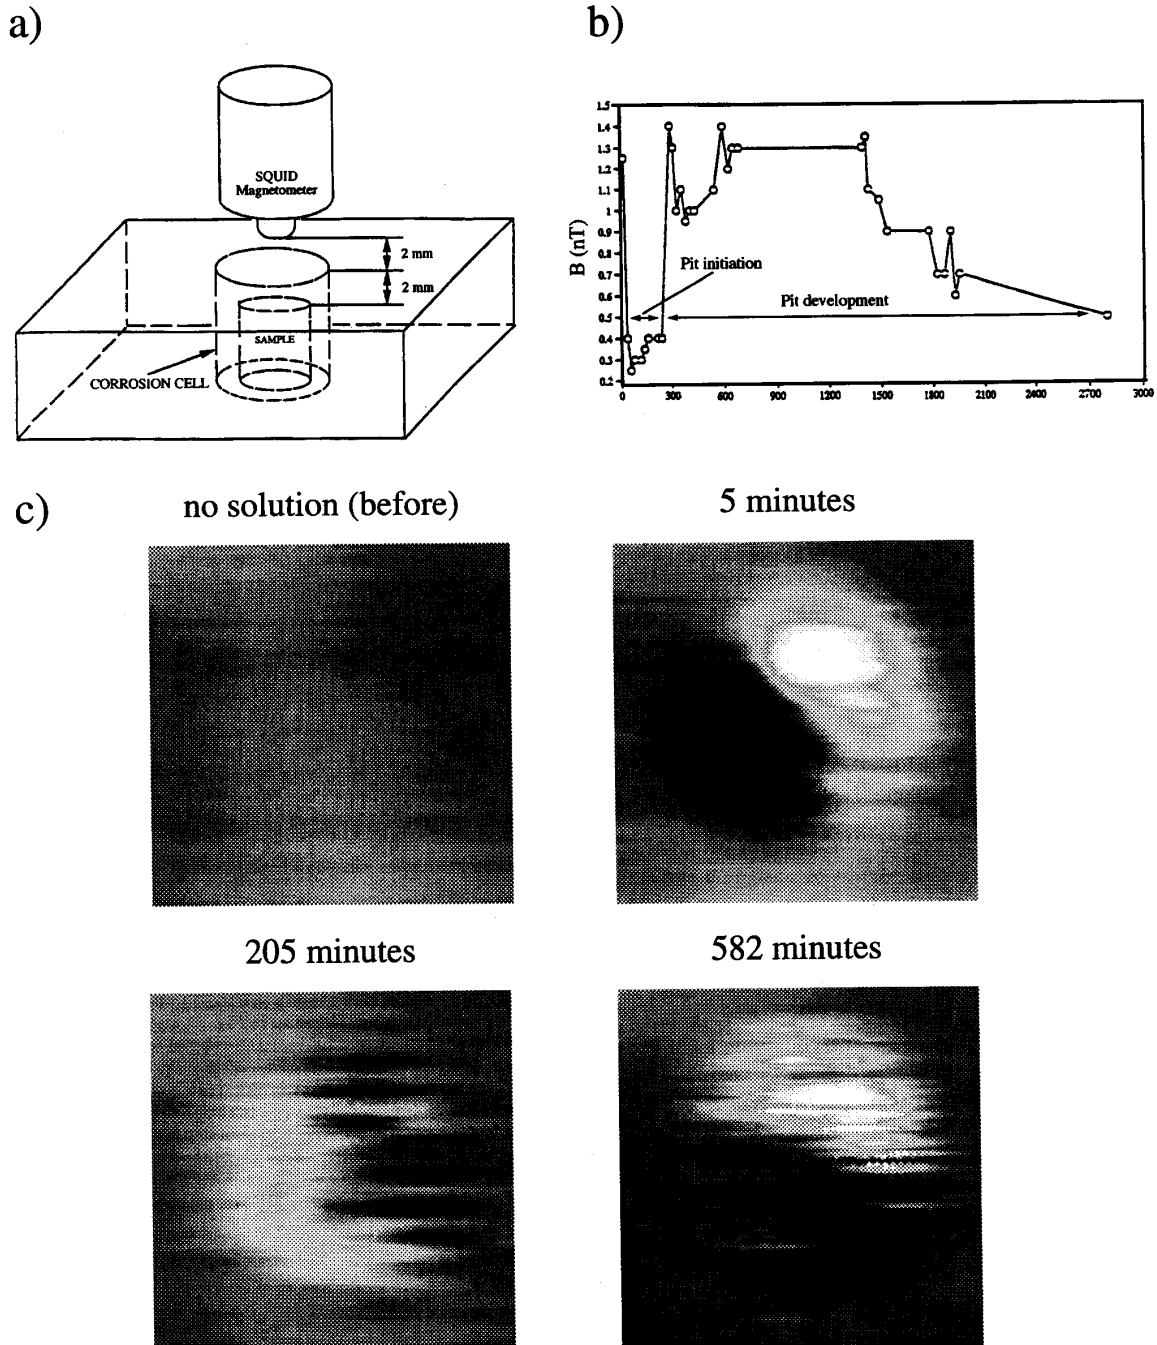 a)
SQUID
Magnetometer
2 mm
2 mm
SAMPLE
CORROSION CELL
b)
1.5
1.4
1.3
1.2
1.1
1
0.9
0.8
0.7
0.6
0.5
0.4
0.3
0.2
B (nT)
Pit initiation
Pit development
0 300 600 900 1200 1500 1800 2100 2400 2700 3000
c)
no solution (before)
5 minutes
205 minutes
582 minutes